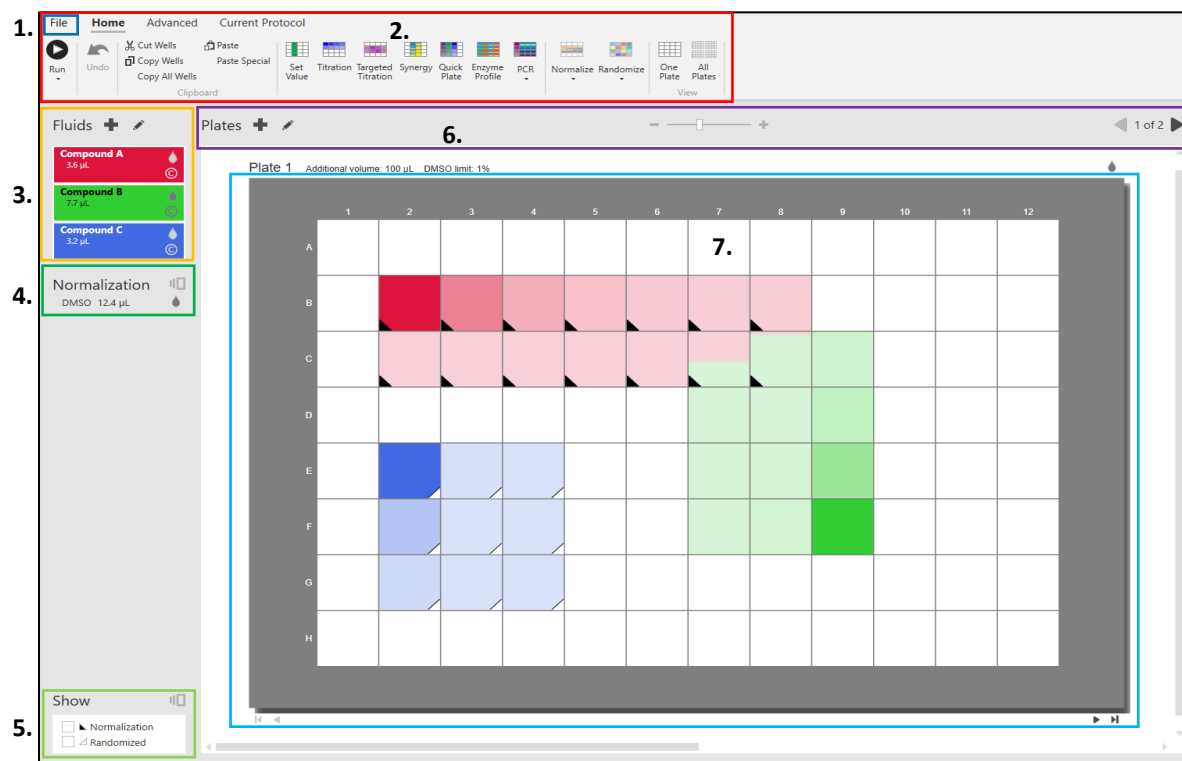 1.
File Home Advanced Current Protocol
2.
Run
Undo
Cut Wells
Copy Wells
Copy All Wells
Paste
Paste Special
Clipboard
Set Value
Titration
Targeted Titration
Synergy
Quick Plate
Enzyme Profile
PCR
Normalize
Randomize
One Plate
All Plates
View
3.
Fluids
Compound A
3.6 µL
©
Compound B
7.7 µL
©
Compound C
3.2 µL
©
4.
Normalization
DMSO 12.4 µL
5.
Show
Normalization
Randomized
Plates
6.
1 of 2
Plate 1 Additional volume: 100 µL DMSO limit: 1%
1 2 3 4 5 6 7 8 9 10 11 12
7.
A
B
C
D
E
F
G
H